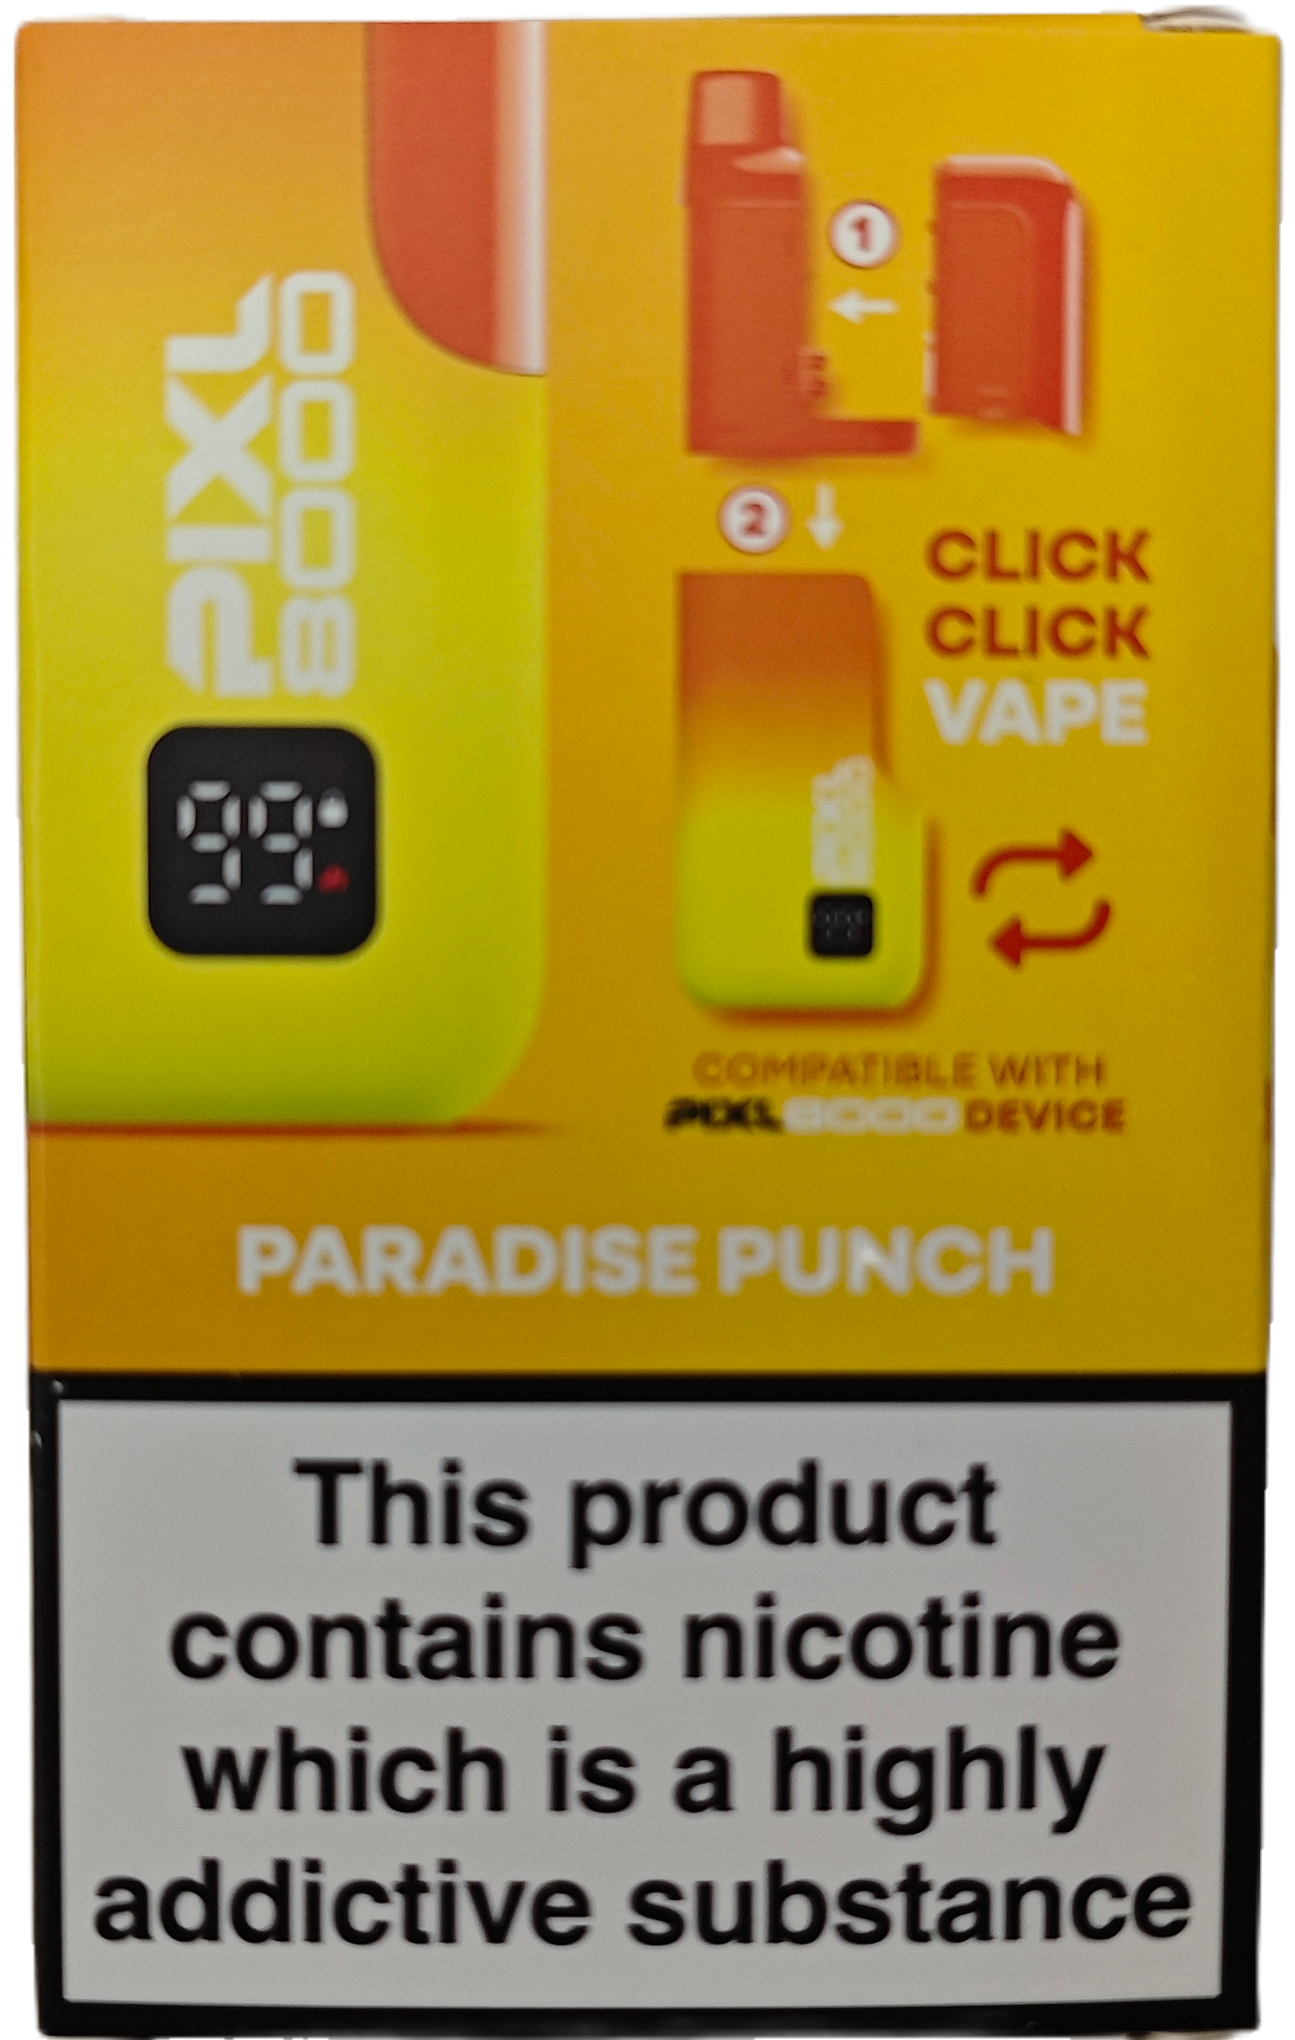 PIXL
8000
99
1
2
CLICK
CLICK
VAPE
PIXL
8000
COMPATIBLE WITH
PIXL8000 DEVICE
PARADISE PUNCH
This product
contains nicotine
which is a highly
addictive substance